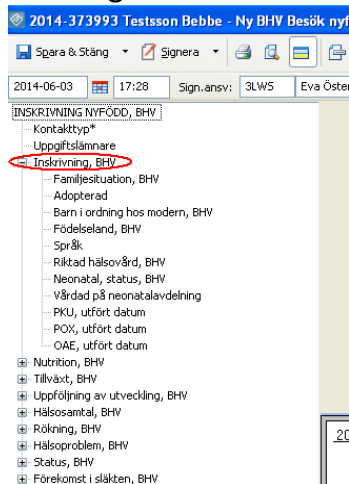 2014-373993 Testsson Bebbe - Ny BHV Besök nyf
Spara & Stäng Signera
2014-06-03 17:28 Sign.ansv: 3LWS Eva Öster
INSKRIVNING NYFÖDD, BHV
Kontakttyp*
Uppgiftslämnare
Inskrivning, BHV
Familjesituation, BHV
Adopterad
Barn i ordning hos modern, BHV
Födelseland, BHV
Språk
Riktad hälsovård, BHV
Neonatal, status, BHV
Vårdad på neonatalavdelning
PKU, utfört datum
POX, utfört datum
OAE, utfört datum
Nutrition, BHV
Tillväxt, BHV
Uppföljning av utveckling, BHV
Hälsosamtal, BHV
Rökning, BHV
Hälsoproblem, BHV
Status, BHV
Förekomst i släkten, BHV
20